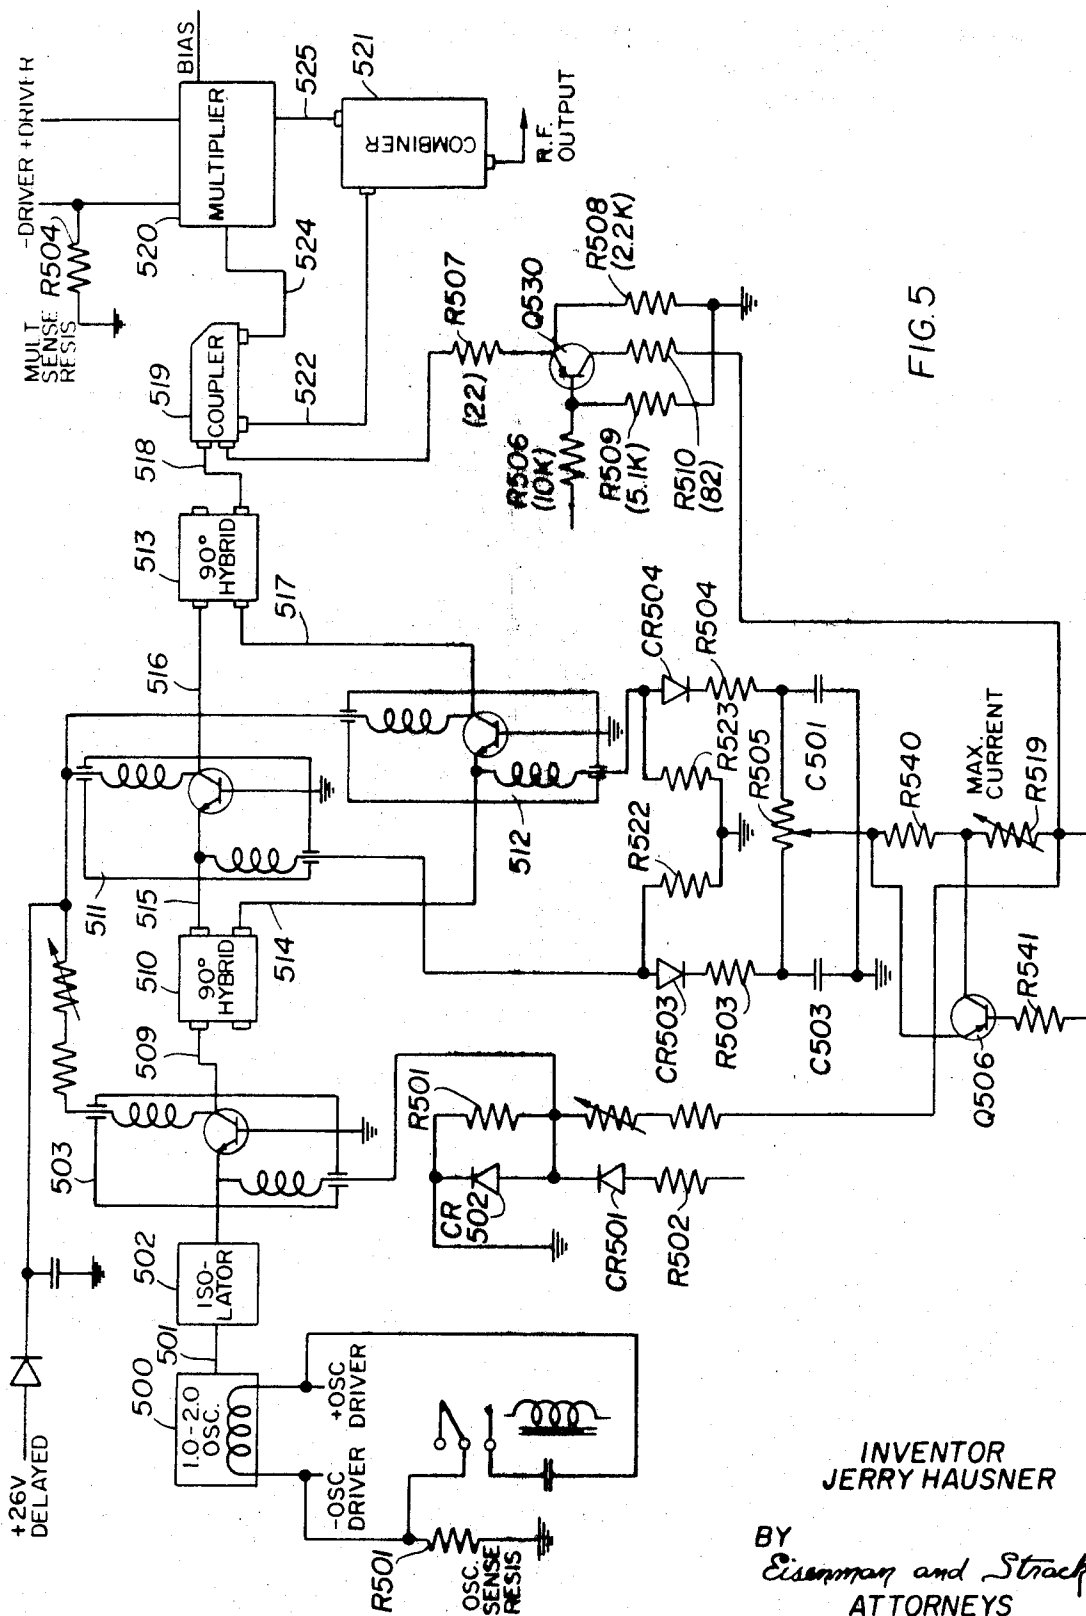 +26V
DELAYED
1.0-2.0
OSC.
500
501
ISO-
LATOR
502
503
509
90°
HYBRID
510
511
515
514
516
517
512
90°
HYBRID
513
518
COUPLER
519
522
524
MULT
SENSE
RESIS
R504
-DRIVER
+DRIVER
BIAS
MULTIPLIER
520
525
COMBINER
521
R.F.
OUTPUT
-OSC
DRIVER
+OSC
DRIVER
R501
OSC.
SENSE
RESIS
R501
CR
502
CR501
R502
R507
(22)
Q530
R508
(2.2K)
R506
(10K)
R509
(5.1K)
R510
(82)
CR504
R504
R523
R522
R505
C501
CR503
R503
C503
R540
MAX.
CURRENT
R519
Q506
R541
FIG.5
INVENTOR
JERRY HAUSNER
BY
Eisenman and Strack
ATTORNEYS